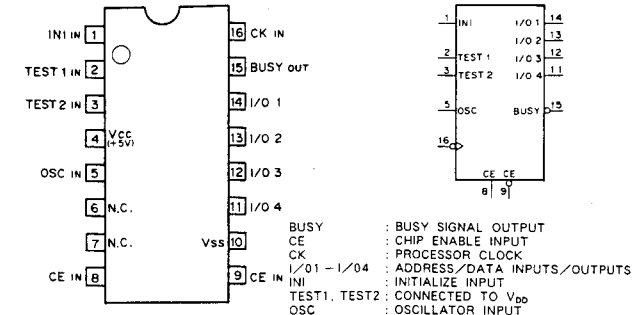 INI IN 1
TEST 1 IN 2
TEST 2 IN 3
4 VCC
(+5V)
OSC IN 5
6 N.C.
7 N.C.
CE IN 8
16 CK IN
15 BUSY OUT
14 I/O 1
13 I/O 2
12 I/O 3
11 I/O 4
Vss 10
9 CE IN
1 INI
2 TEST 1
3 TEST 2
5 OSC
16
I/O 1 14
I/O 2 13
I/O 3 12
I/O 4 11
BUSY 15
CE CE
8 9
BUSY : BUSY SIGNAL OUTPUT
CE : CHIP ENABLE INPUT
CK : PROCESSOR CLOCK
I/O1 - I/O4 : ADDRESS/DATA INPUTS/OUTPUTS
INI : INITIALIZE INPUT
TEST1, TEST2 : CONNECTED TO VDD
OSC : OSCILLATOR INPUT